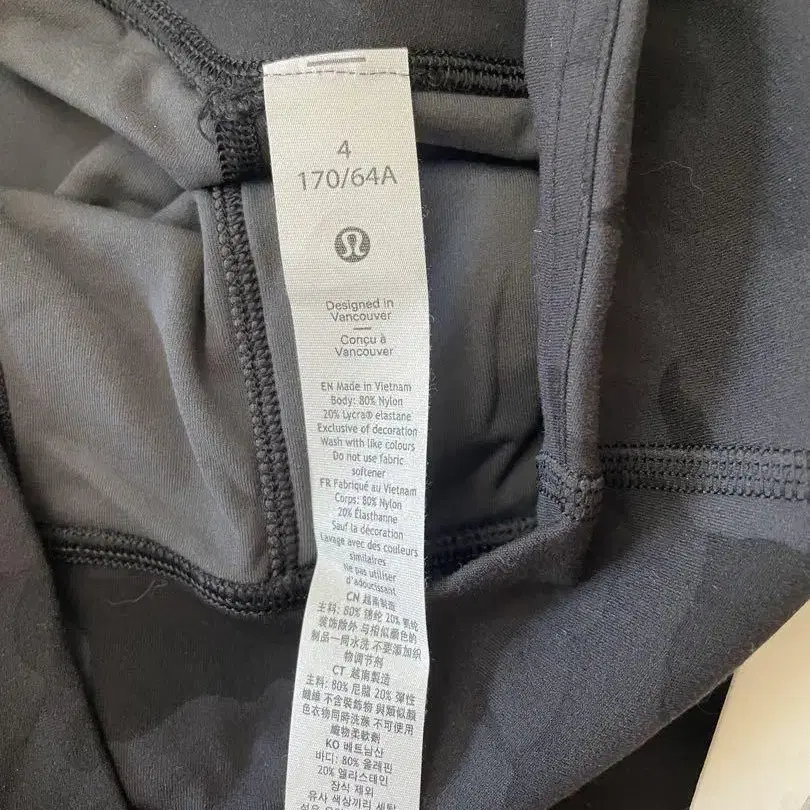 4
170/64A
Designed in
Vancouver
Conçu à
Vancouver
EN Made in Vietnam
Body: 80% Nylon
20% Lycra® elastane
Exclusive of decoration
Wash with like colours
Do not use fabric
softener
FR Fabriqué au Vietnam
Corps: 80% Nylon
20% Élasthanne
Sauf la décoration
Lavage avec des couleurs
similaires
Ne pas utiliser
d'adoucissant
CN 越南製造
主料: 80% 锦纶 20% 氨纶
装饰除外 与相似颜色的
制品一同水洗 不要添加织
物调节剂
CT 越南製造
主料: 80% 尼龍 20% 彈性
纖維 不含裝飾物 與類似顏
色衣物同時洗滌 不可使用
織物柔軟劑
KO 베트남산
바디: 80% 올레핀
20% 엘라스테인
장식 제외
유사 색상끼리 세탁